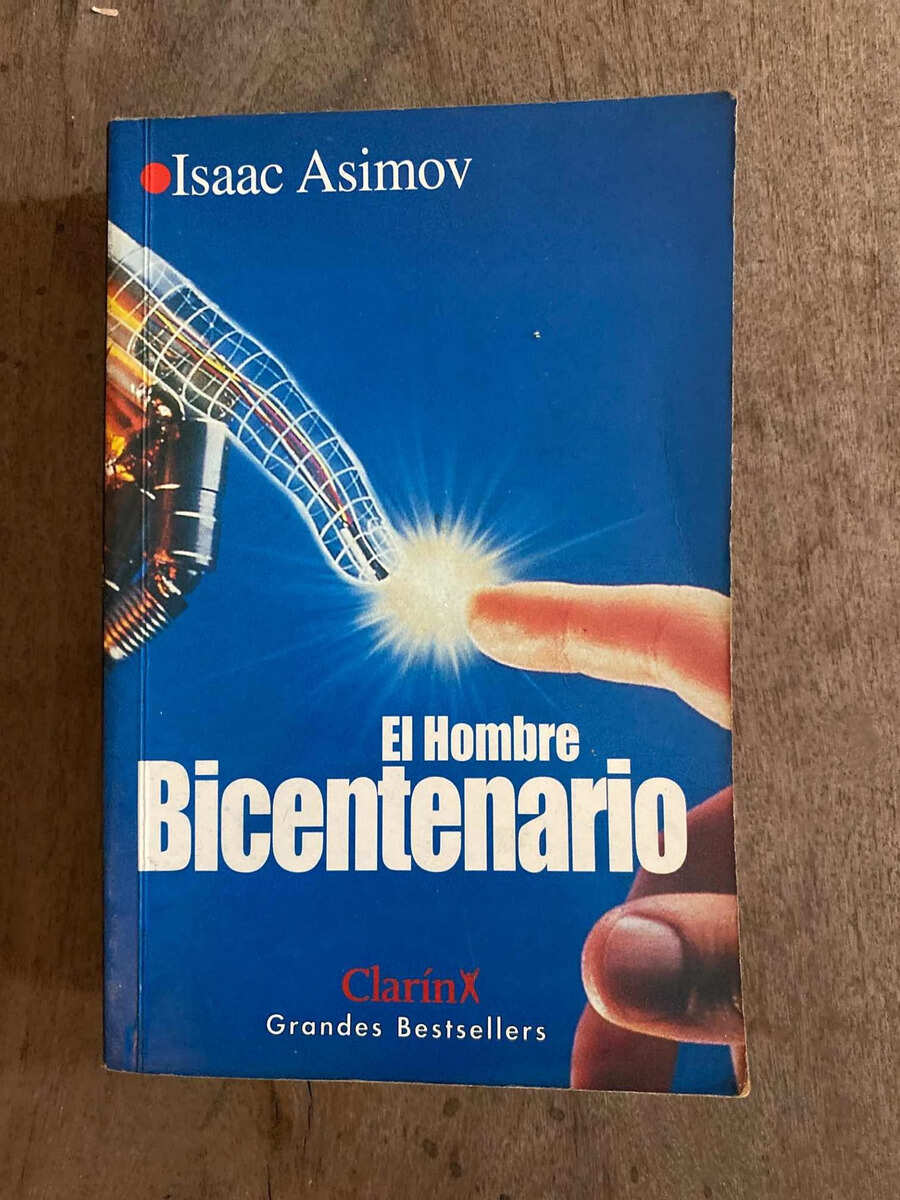 Isaac Asimov
El Hombre
Bicentenario
Clarín
Grandes Bestsellers